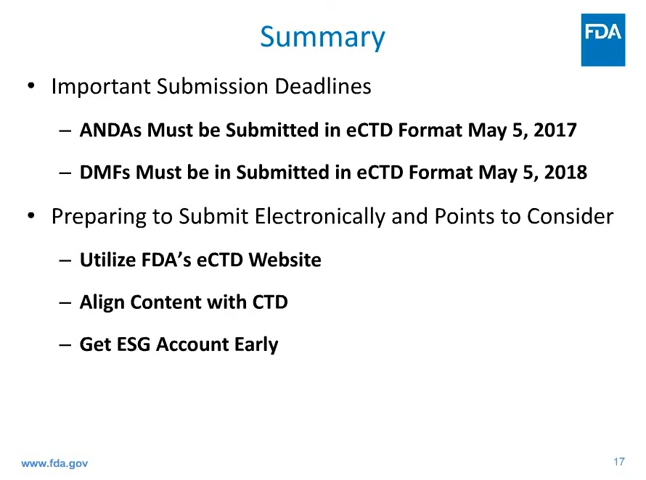 Summary
FDA
• Important Submission Deadlines
– ANDAs Must be Submitted in eCTD Format May 5, 2017
– DMFs Must be in Submitted in eCTD Format May 5, 2018
• Preparing to Submit Electronically and Points to Consider
– Utilize FDA’s eCTD Website
– Align Content with CTD
– Get ESG Account Early
www.fda.gov
17